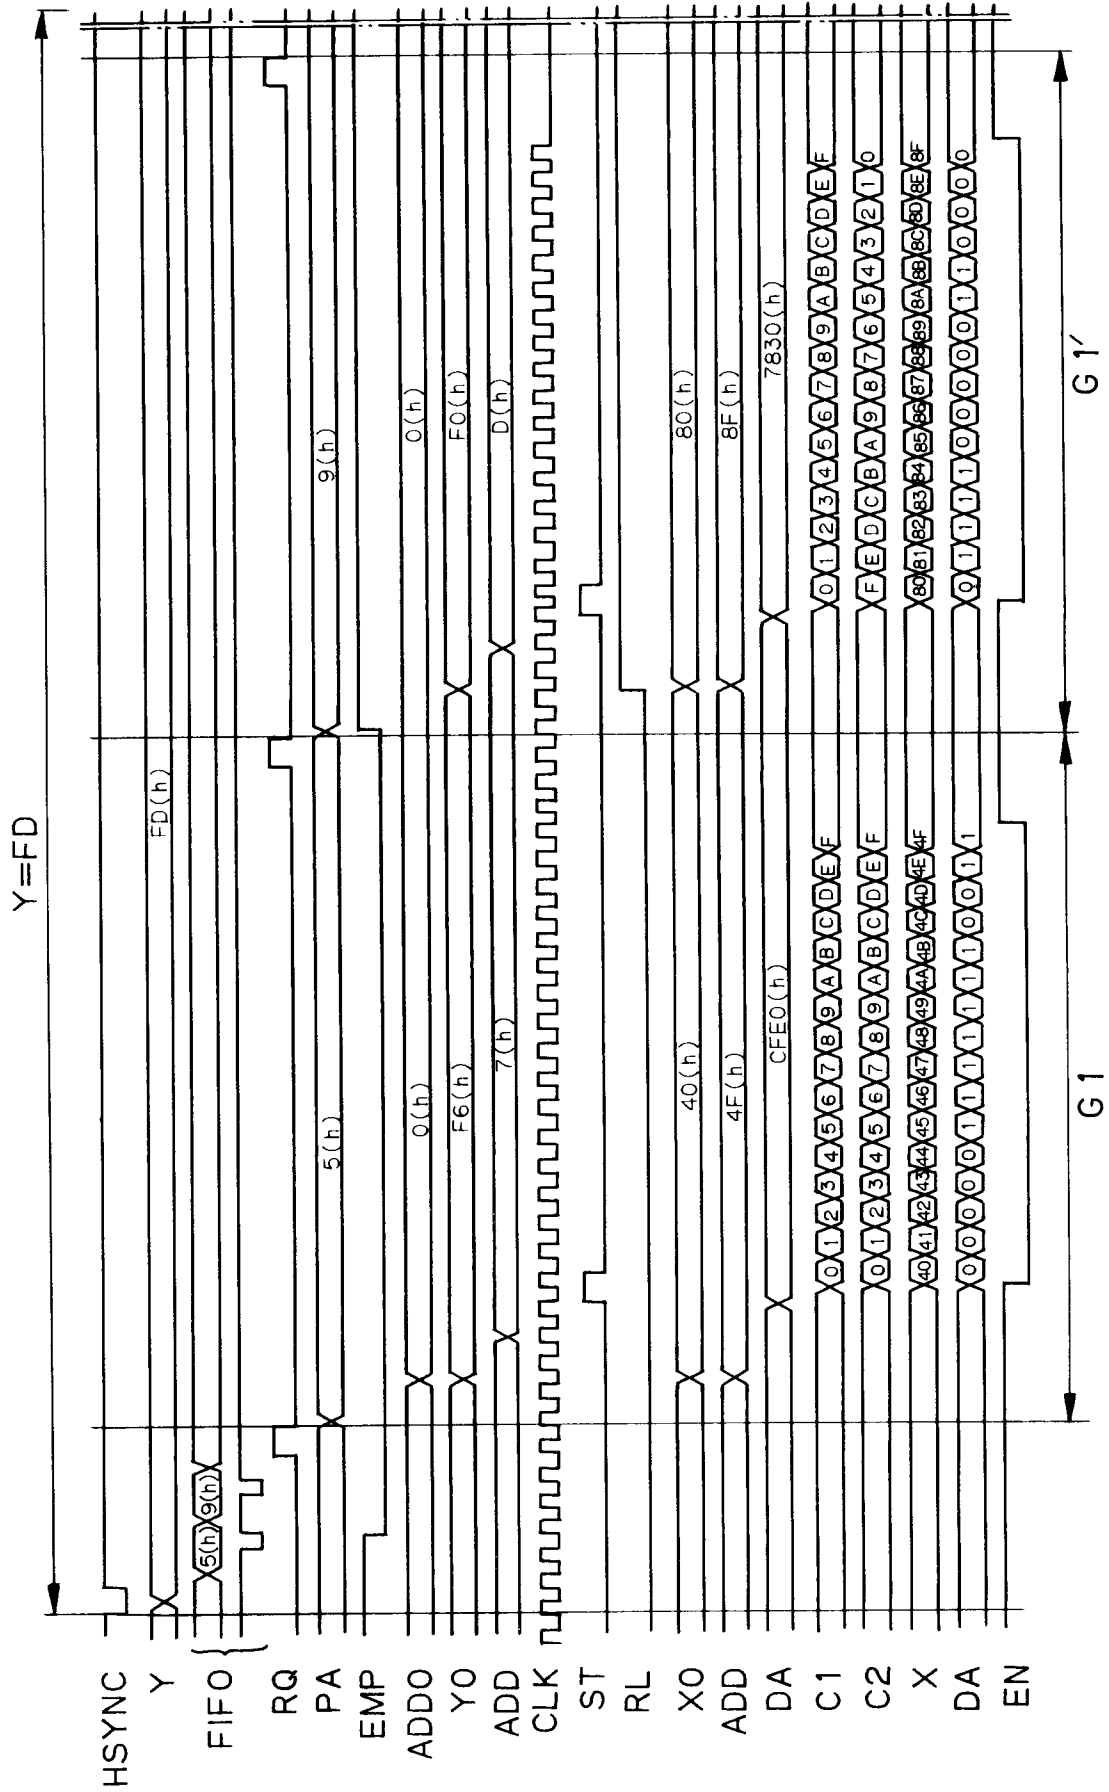 Y=FD
HSYNC
Y FD(h)
FIFO 5(h) 9(h)
RQ
PA 5(h) 9(h)
EMP
ADDO O(h) O(h)
YO F6(h) F0(h)
ADD 7(h) D(h)
CLK
ST
RL
XO 40(h) 80(h)
ADD 4F(h) 8F(h)
DA CFE0(h) 7830(h)
C1 0 1 2 3 4 5 6 7 8 9 A B C D E F 0 1 2 3 4 5 6 7 8 9 A B C D E F
C2 0 1 2 3 4 5 6 7 8 9 A B C D E F F E D C B A 9 8 7 6 5 4 3 2 1 0
X 40 41 42 43 44 45 46 47 48 49 4A 4B 4C 4D 4E 4F 80 81 82 83 84 85 86 87 88 89 8A 8B 8C 8D 8E 8F
DA 0 0 0 0 0 1 1 1 1 1 1 1 0 0 1 1 0 1 1 1 1 0 0 0 0 0 1 1 0 0 0 0
EN
G1 G1′